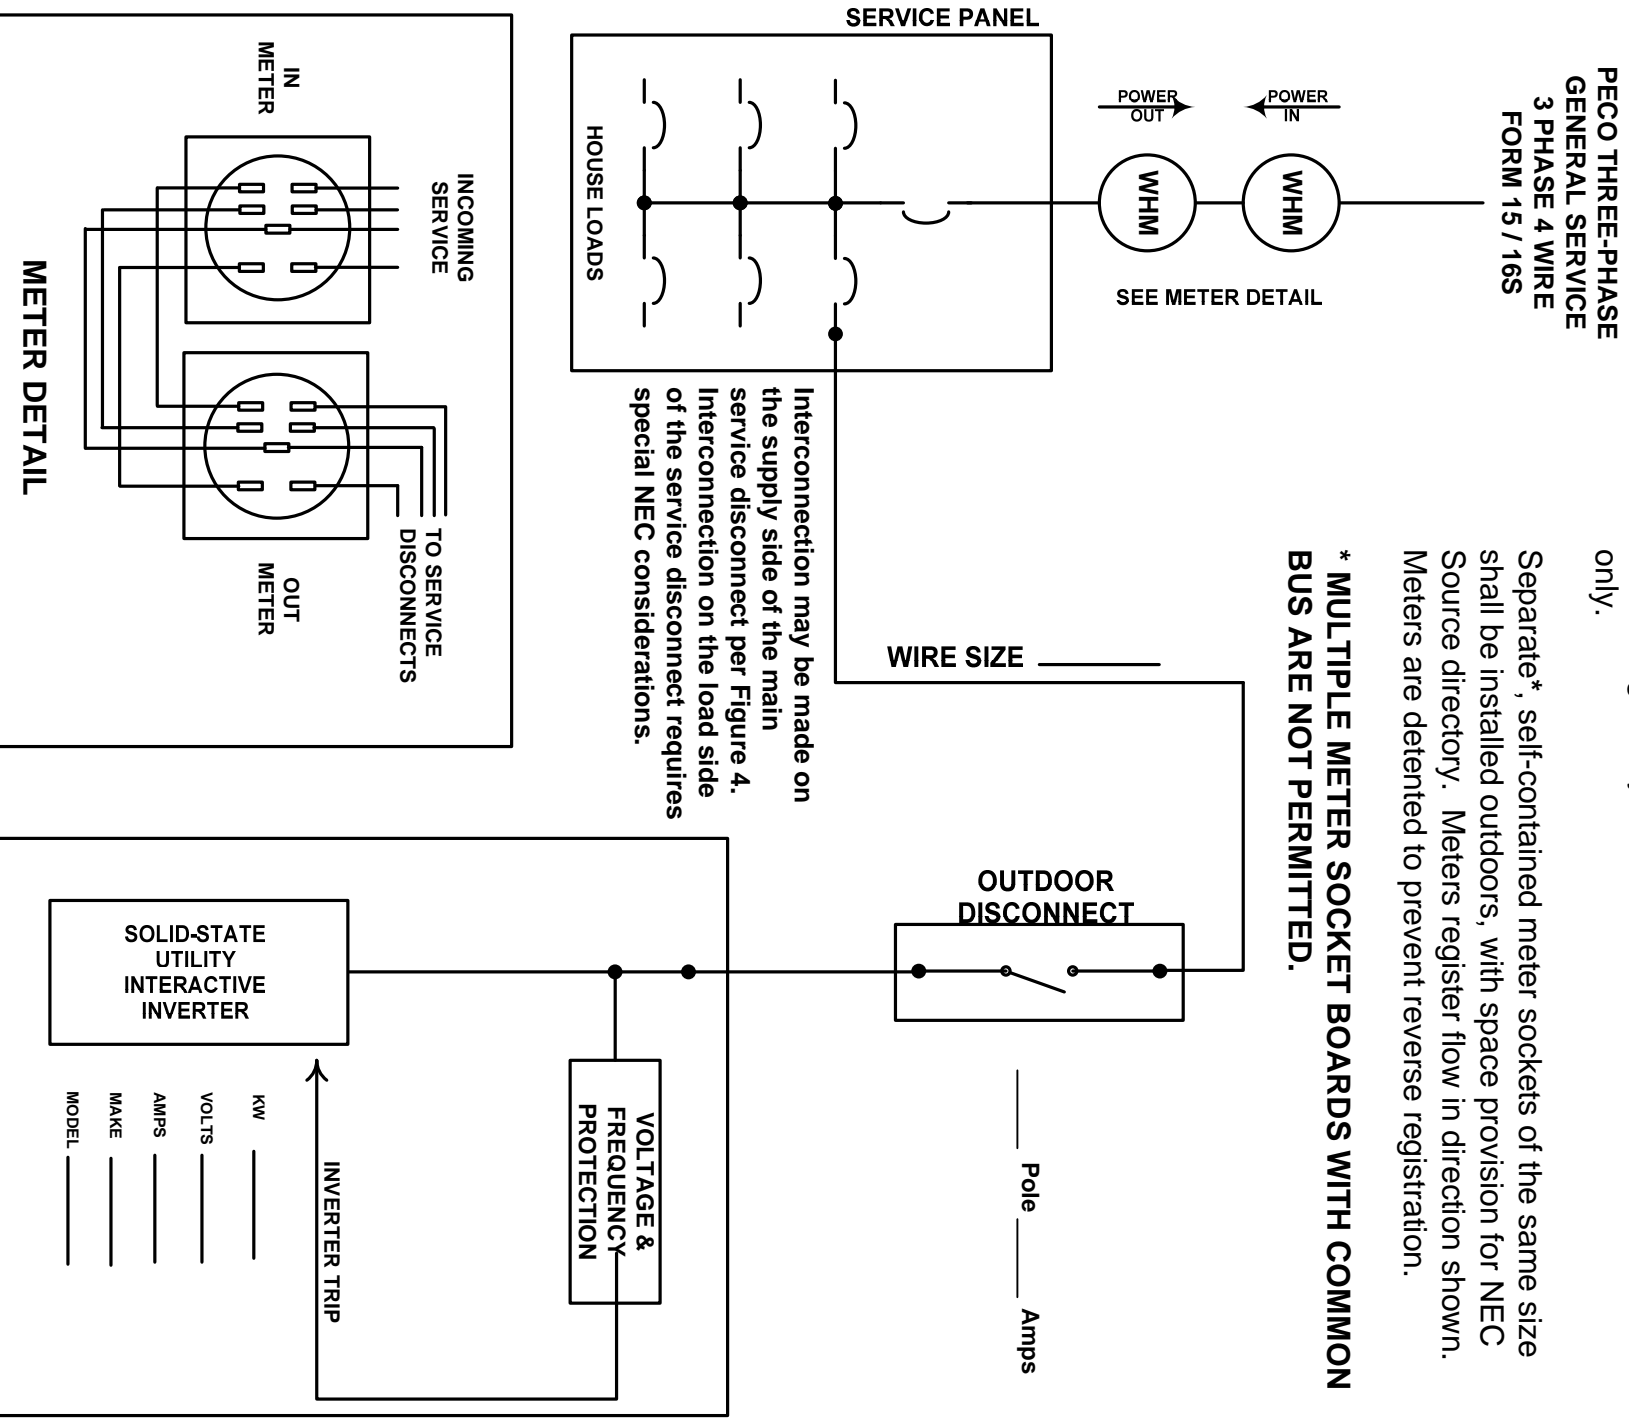 SERVICE PANEL
PECO THREE-PHASE
GENERAL SERVICE
3 PHASE 4 WIRE
FORM 15 / 16S
POWER
IN
POWER
OUT
WHM
WHM
SEE METER DETAIL
HOUSE LOADS
only.
Separate*, self-contained meter sockets of the same size
shall be installed outdoors, with space provision for NEC
Source directory.  Meters register flow in direction shown.
Meters are detented to prevent reverse registration.
* MULTIPLE METER SOCKET BOARDS WITH COMMON
BUS ARE NOT PERMITTED.
Interconnection may be made on
the supply side of the main
service disconnect per Figure 4.
Interconnection on the load side
of the service disconnect requires
special NEC considerations.
WIRE SIZE
OUTDOOR
DISCONNECT
Pole
Amps
IN
METER
INCOMING
SERVICE
OUT
METER
TO SERVICE
DISCONNECTS
METER DETAIL
SOLID-STATE
UTILITY
INTERACTIVE
INVERTER
VOLTAGE &
FREQUENCY
PROTECTION
INVERTER TRIP
KW
VOLTS
AMPS
MAKE
MODEL